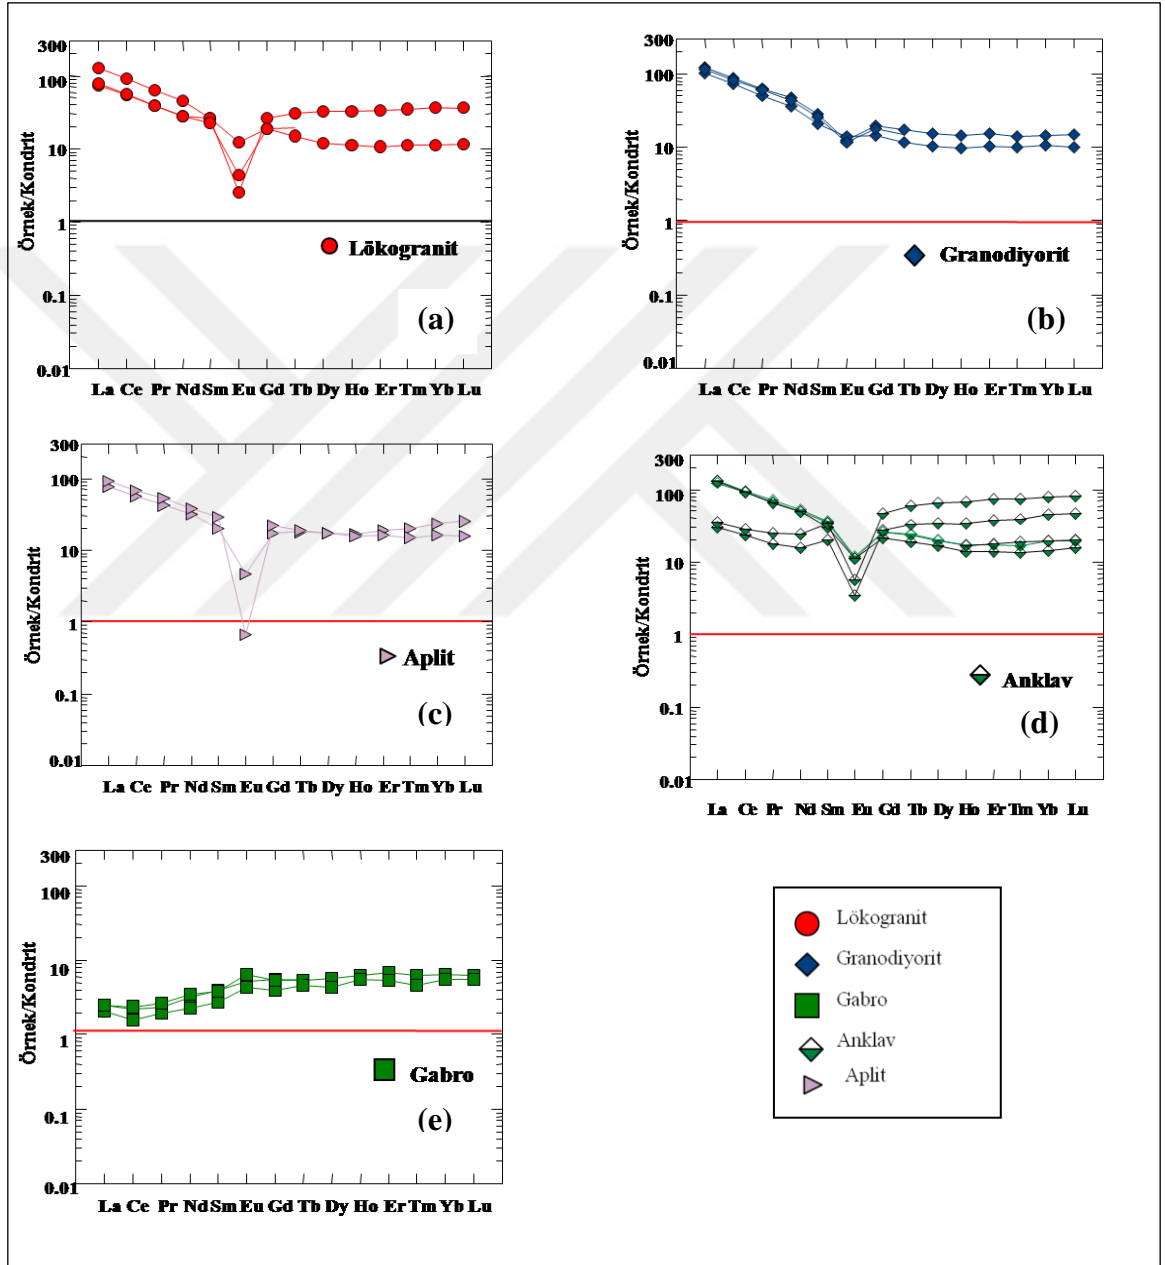 300
100
10
1
0.1
0.01
Örnek/Kondrit
Lökogranit
(a)
La Ce Pr Nd Sm Eu Gd Tb Dy Ho Er Tm Yb Lu
300
100
10
1
0.1
0.01
Örnek/Kondrit
Granodiyorit
(b)
La Ce Pr Nd Sm Eu Gd Tb Dy Ho Er Tm Yb Lu
300
100
10
1
0.1
0.01
Örnek/Kondrit
Aplit
(c)
La Ce Pr Nd Sm Eu Gd Tb Dy Ho Er Tm Yb Lu
300
100
10
1
0.1
0.01
Örnek/Kondrit
Anklav
(d)
La Ce Pr Nd Sm Eu Gd Tb Dy Ho Er Tm Yb Lu
300
100
10
1
0.1
0.01
Örnek/Kondrit
Gabro
(e)
La Ce Pr Nd Sm Eu Gd Tb Dy Ho Er Tm Yb Lu
Lökogranit
Granodiyorit
Gabro
Anklav
Aplit